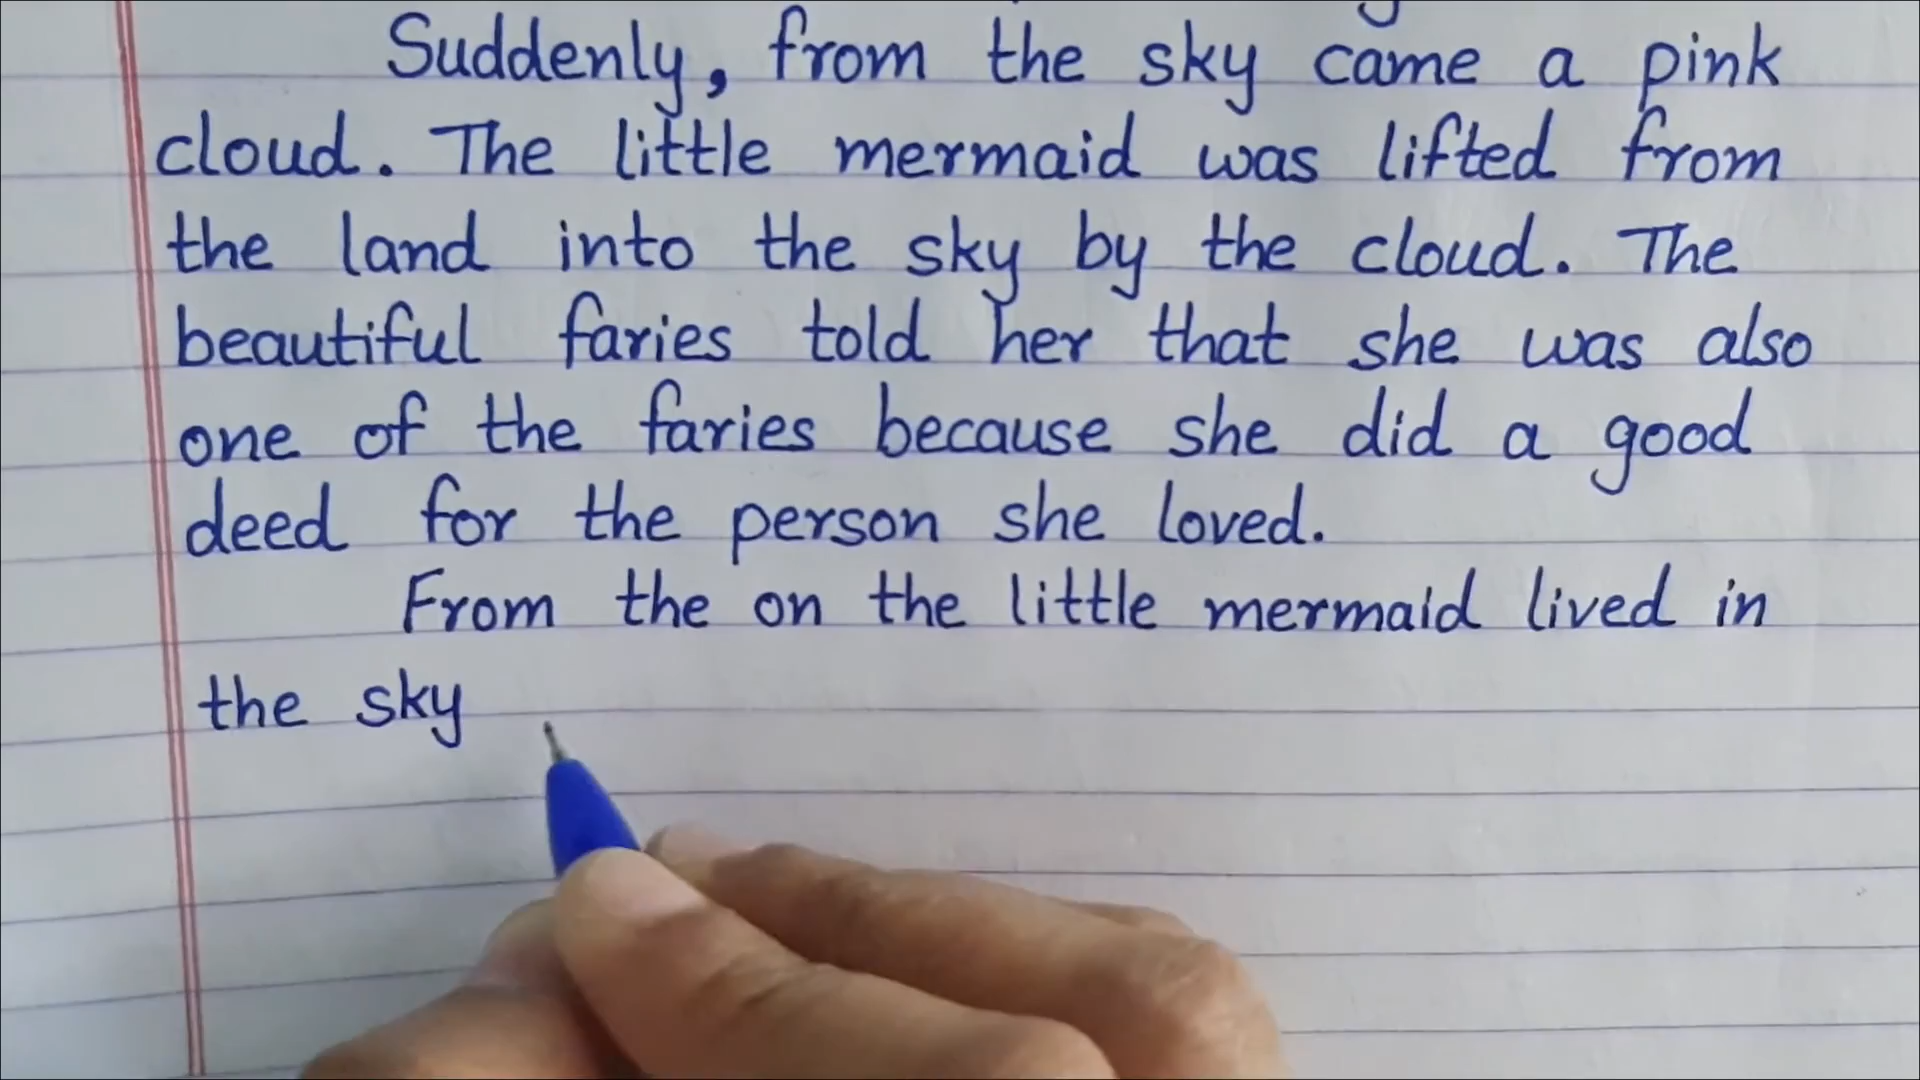 Suddenly, from the sky came a pink
cloud. The little mermaid was lifted from
the land into the sky by the cloud. The
beautiful faries told her that she was also
one of the faries because she did a good
deed for the person she loved.
From the on the little mermaid lived in
the sky